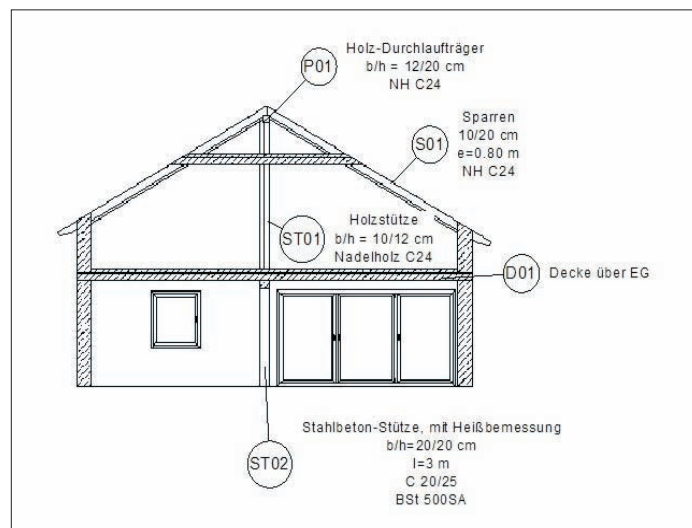 Holz-Durchlaufträger
P01
b/h = 12/20 cm
NH C24
Sparren
10/20 cm
S01
e=0.80 m
NH C24
Holzstütze
ST01
b/h = 10/12 cm
Nadelholz C24
D01
Decke über EG
Stahlbeton-Stütze, mit Heißbemessung
b/h=20/20 cm
ST02
l=3 m
C 20/25
BSt 500SA